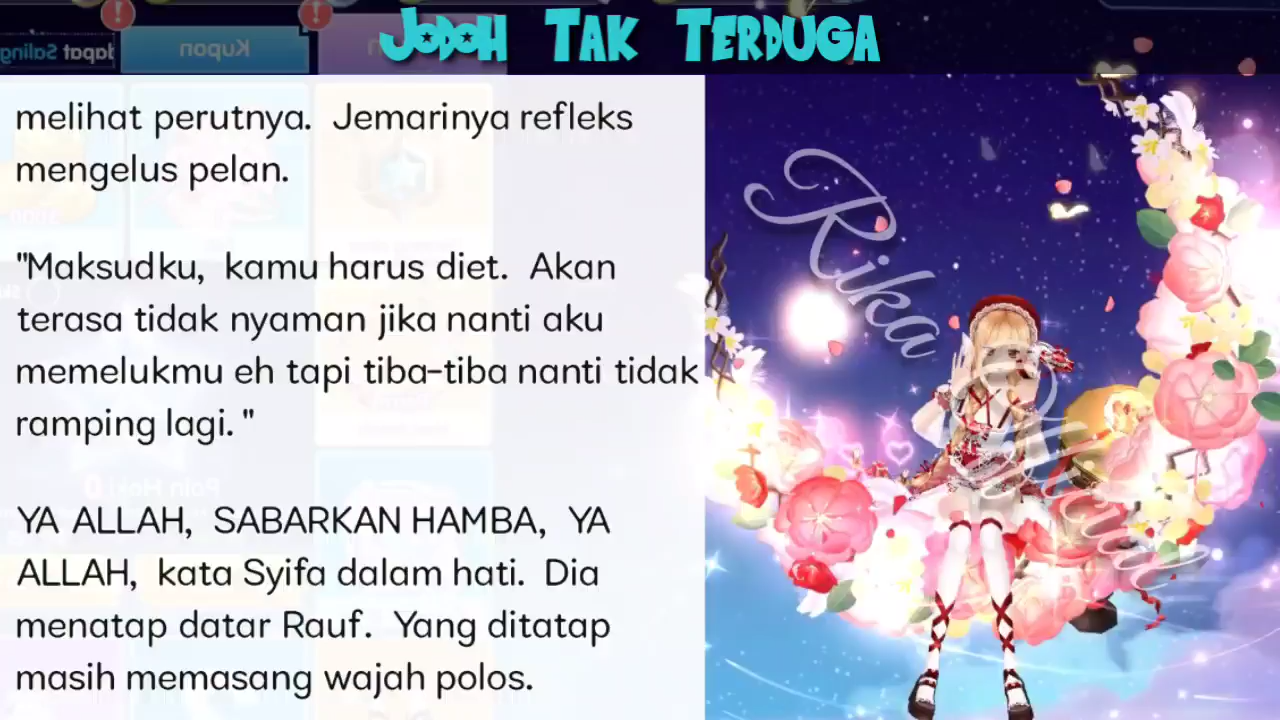 JODOH TAK TERDUGA
Kupon
melihat perutnya. Jemarinya refleks
mengelus pelan.
"Maksudku, kamu harus diet. Akan
terasa tidak nyaman jika nanti aku
memelukmu eh tapi tiba-tiba nanti tidak
ramping lagi. "
YA ALLAH, SABARKAN HAMBA, YA
ALLAH, kata Syifa dalam hati. Dia
menatap datar Rauf. Yang ditatap
masih memasang wajah polos.
Rika